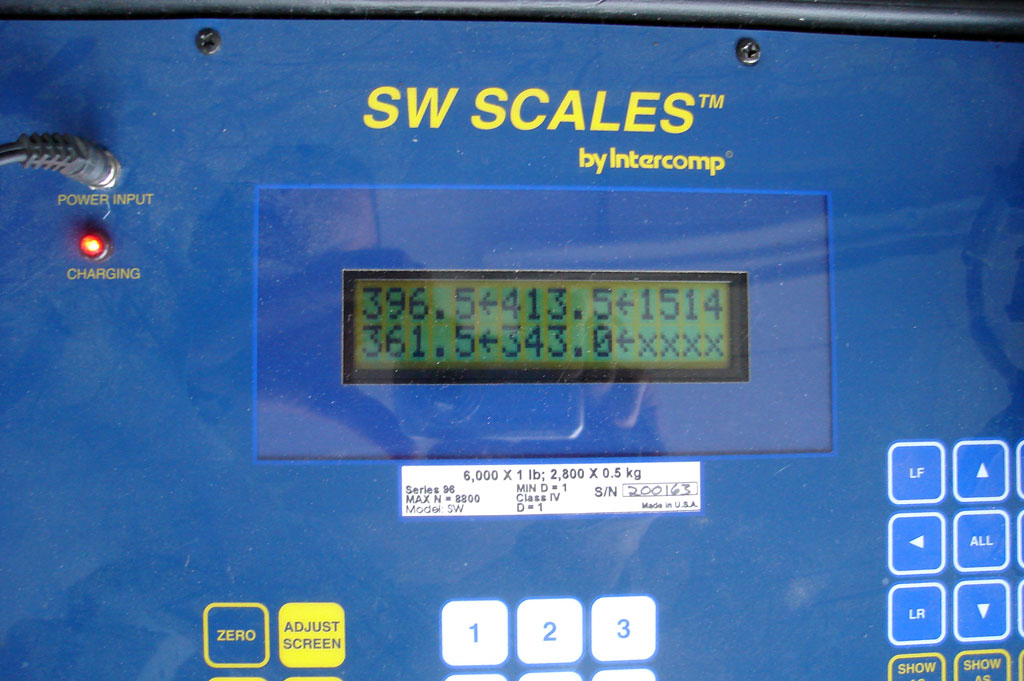 SW SCALES™
by Intercomp®
POWER INPUT
CHARGING
396.5←413.5←1514
361.5←343.0←xxxx
6,000 X 1 lb; 2,800 X 0.5 kg
Series 96 MIN D = 1 S/N 200163
MAX N = 8800 Class IV Made in U.S.A.
Model: SW D = 1
LF ▲
◄ ALL
LR ▼
ZERO ADJUST SCREEN 1 2 3
SHOW SHOW
AS AS